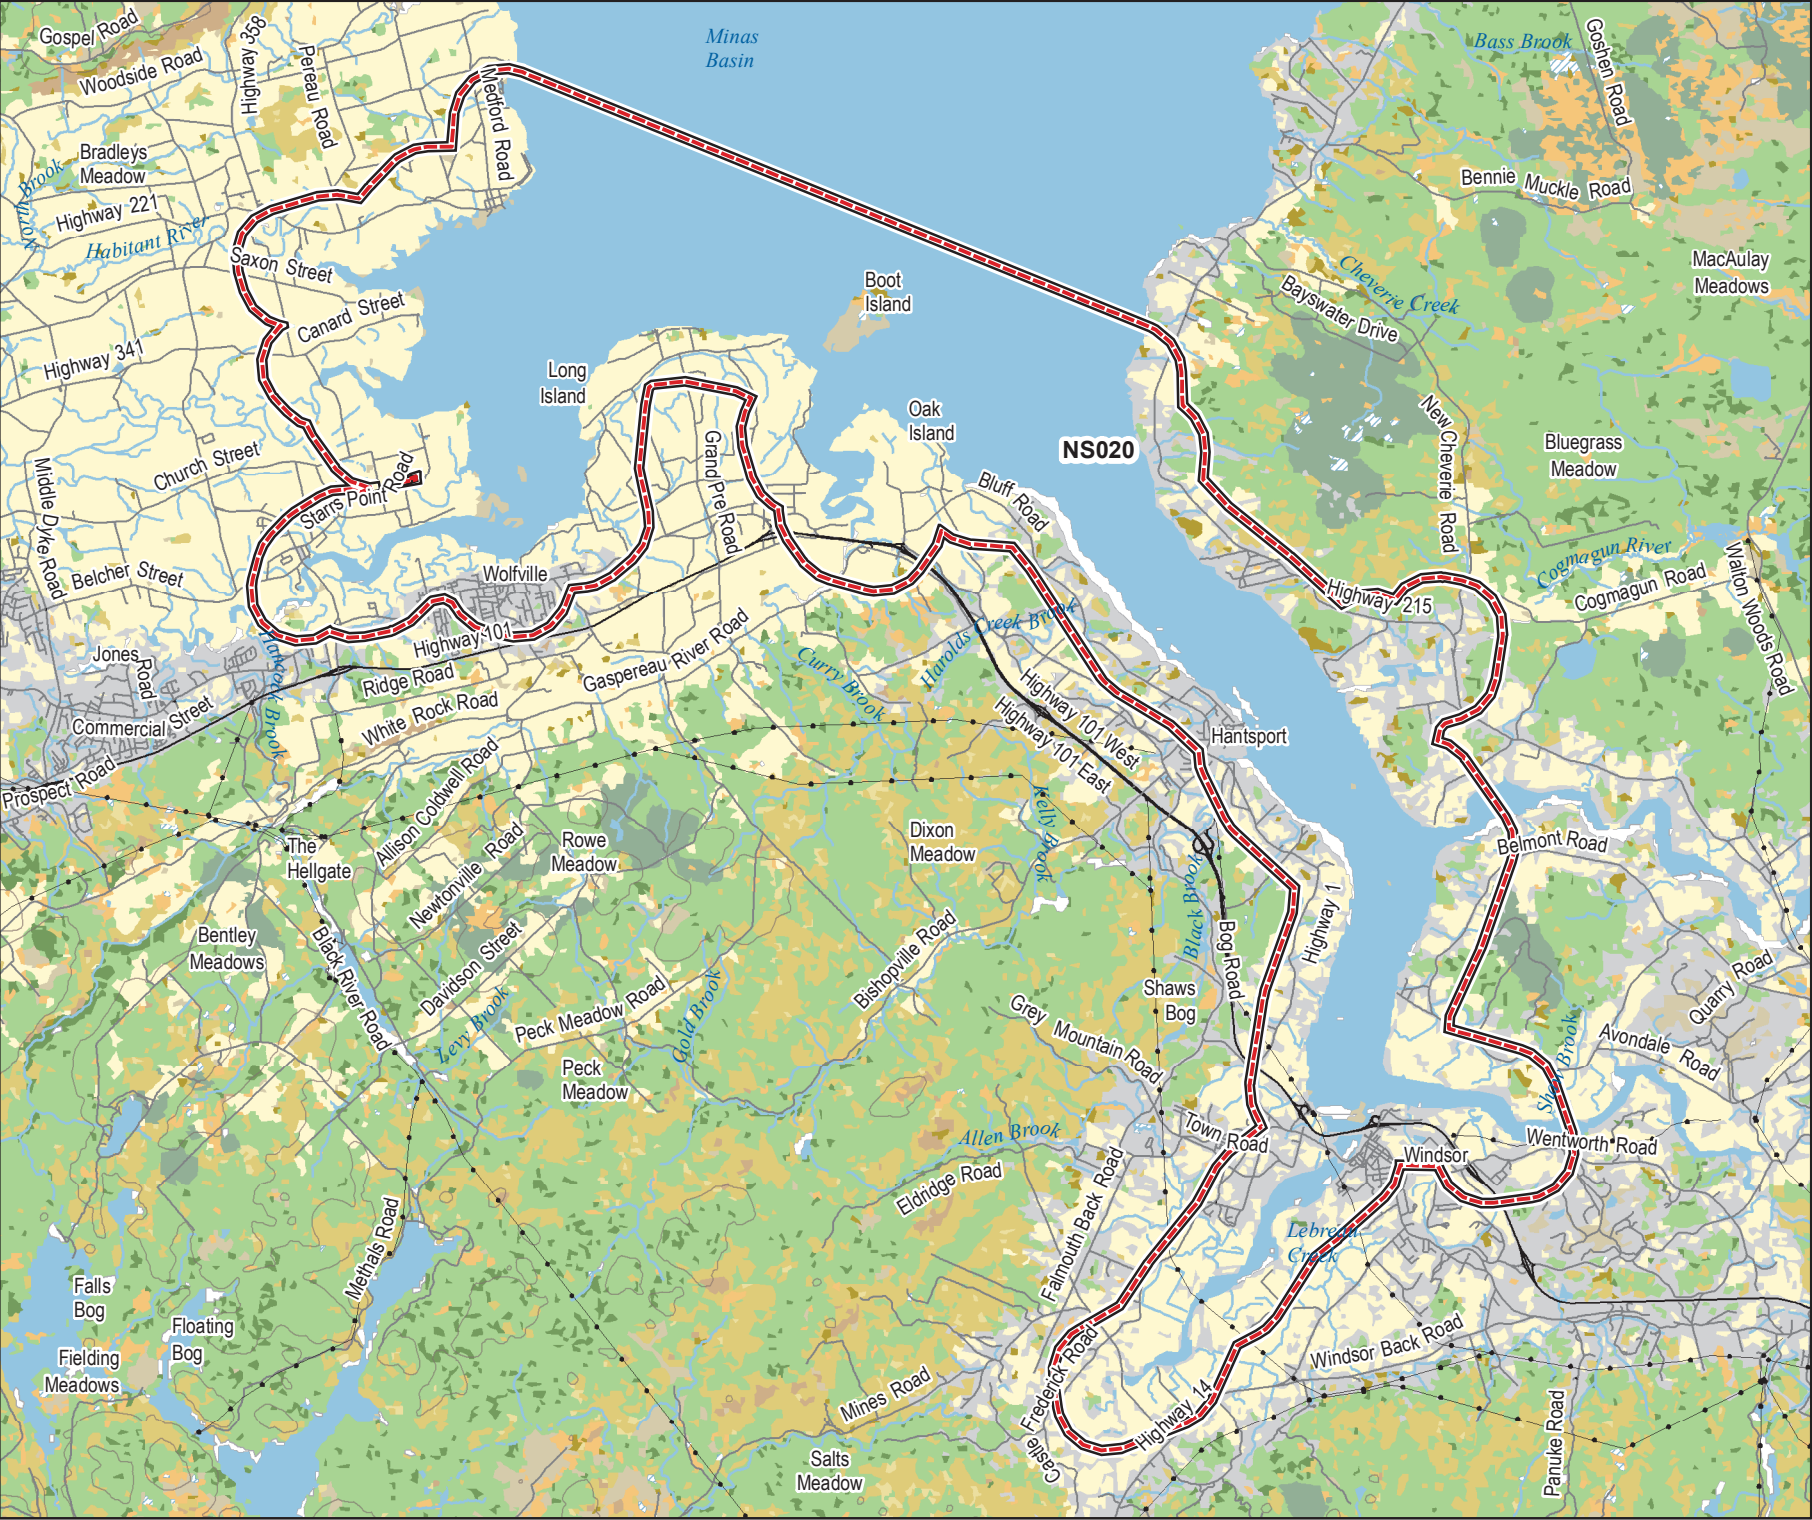 Gospel Road
Woodside Road
Highway 358
Pereau Road
Medford Road
Minas
Basin
Bass Brook
Goshen Road
Bradleys
Meadow
North Brook
Highway 221
Habitant River
Bennie Muckle Road
Saxon Street
Canard Street
Highway 341
Boot
Island
Cheverie Creek
Bayswater Drive
MacAulay
Meadows
Long
Island
Oak
Island
NS020
New Cheverie Road
Bluegrass
Meadow
Middle Dyke Road
Church Street
Starrs Point Road
Grand Pre Road
Bluff Road
Belcher Street
Wolfville
Highway 215
Cogmagun River
Cogmagun Road
Walton Woods Road
Jones Road
Highway 101
Ridge Road
Gaspereau River Road
Curry Brook
Harolds Creek Brook
Commercial Street
White Rock Road
Highway 101 West
Highway 101 East
Hantsport
Prospect Road
Allison Coldwell Road
The
Hellgate
Newtonville Road
Rowe
Meadow
Dixon
Meadow
Kelly Brook
Belmont Road
Black Brook
Highway 1
Bentley
Meadows
Black River Road
Davidson Street
Levy Brook
Peck Meadow Road
Gold Brook
Bishopville Road
Bog Road
Shaws
Bog
Quarry Road
Grey Mountain Road
Avondale Road
Peck
Meadow
Allen Brook
Town Road
Windsor
Wentworth Road
Eldridge Road
Falmouth Back Road
Methals Road
Falls
Bog
Floating
Bog
Fielding
Meadows
Castle Frederick Road
Windsor Back Road
Mines Road
Highway 14
Panuke Road
Salts
Meadow